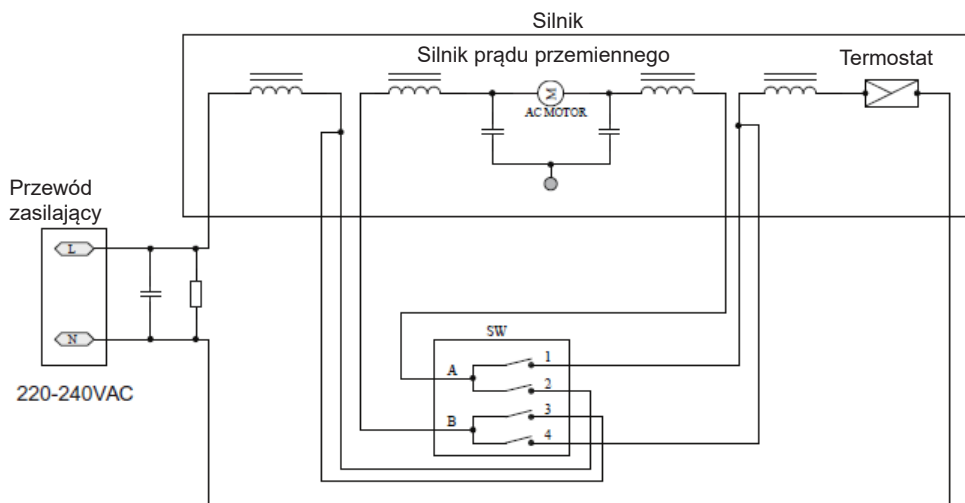 Silnik
Silnik prądu przemiennego
Termostat
M
AC MOTOR
Przewód
zasilający
L
N
220-240VAC
SW
A
1
2
B
3
4